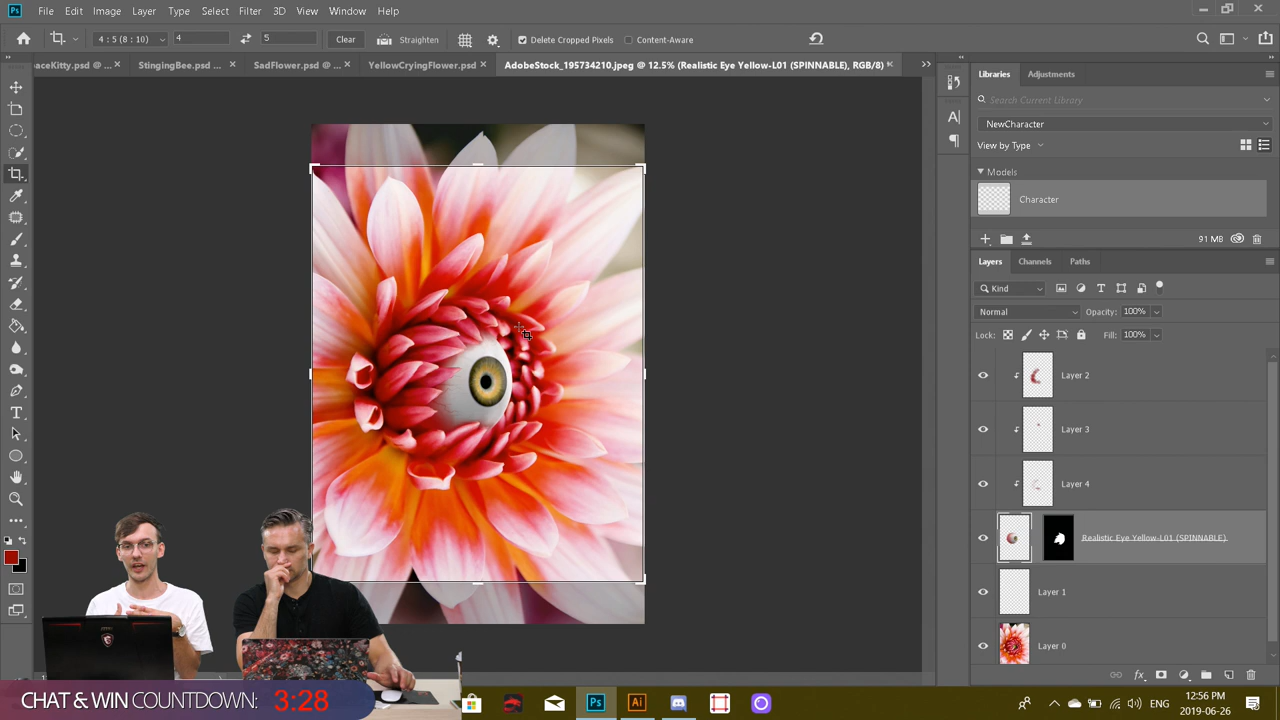 Ps File Edit Image Layer Type Select Filter 3D View Window Help
4 : 5 (8 : 10) 4 5 Clear Straighten Delete Cropped Pixels Content-Aware
aceKitty.psd @ ... StingingBee.psd ... SadFlower.psd @ ... YellowCryingFlower.psd AdobeStock_195734210.jpeg @ 12.5% (Realistic Eye Yellow-L01 (SPINNABLE), RGB/8)
Libraries Adjustments
Search Current Library
NewCharacter
View by Type
Models
Character
91 MB
Layers Channels Paths
Kind
Normal Opacity: 100%
Lock: Fill: 100%
Layer 2
Layer 3
Layer 4
Realistic Eye Yellow-L01 (SPINNABLE)
Layer 1
Layer 0
CHAT & WIN COUNTDOWN: 3:28
Ps Ai
12:56 PM
2019-06-26